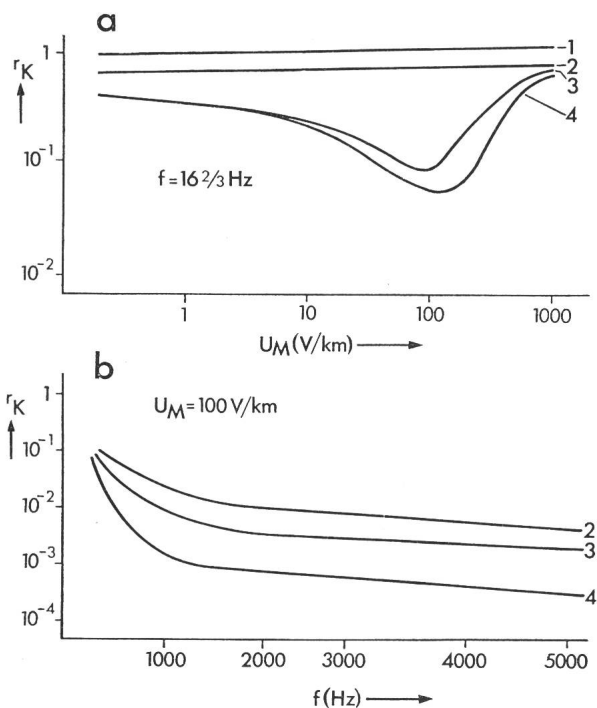 a
1
r_K
10⁻¹
10⁻²
f = 16 2/3 Hz
1
2
3
4
1 10 100 1000
U_M (V/km)
b
r_K
1
U_M = 100 V/km
10⁻¹
10⁻²
10⁻³
10⁻⁴
2
3
4
1000 2000 3000 4000 5000
f (Hz)